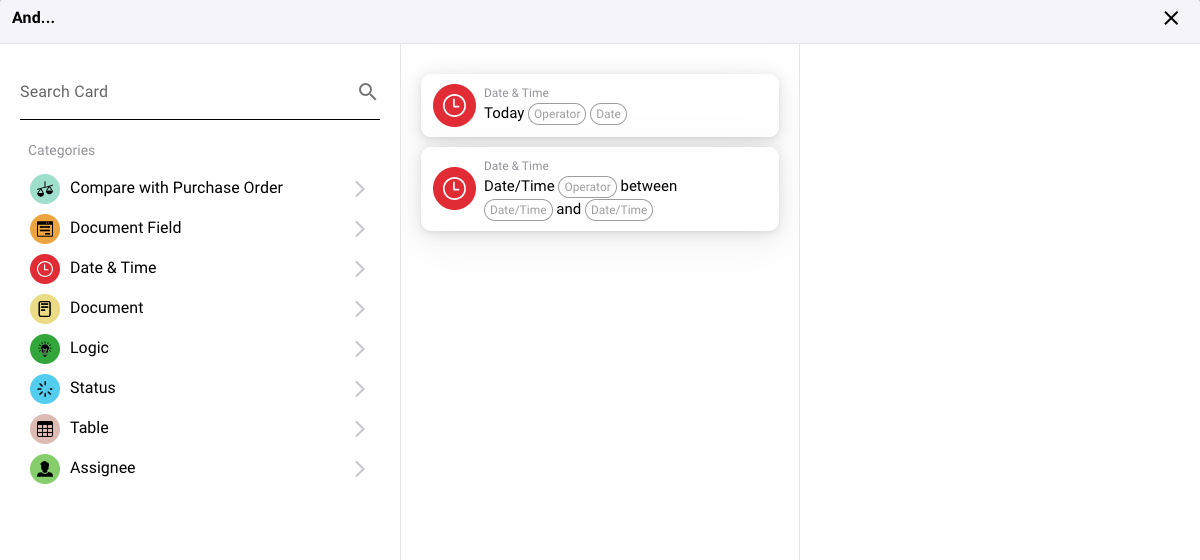 And...
Search Card
Categories
Compare with Purchase Order
Document Field
Date & Time
Document
Logic
Status
Table
Assignee
Date & Time
Today Operator Date
Date & Time
Date/Time Operator between
Date/Time and Date/Time